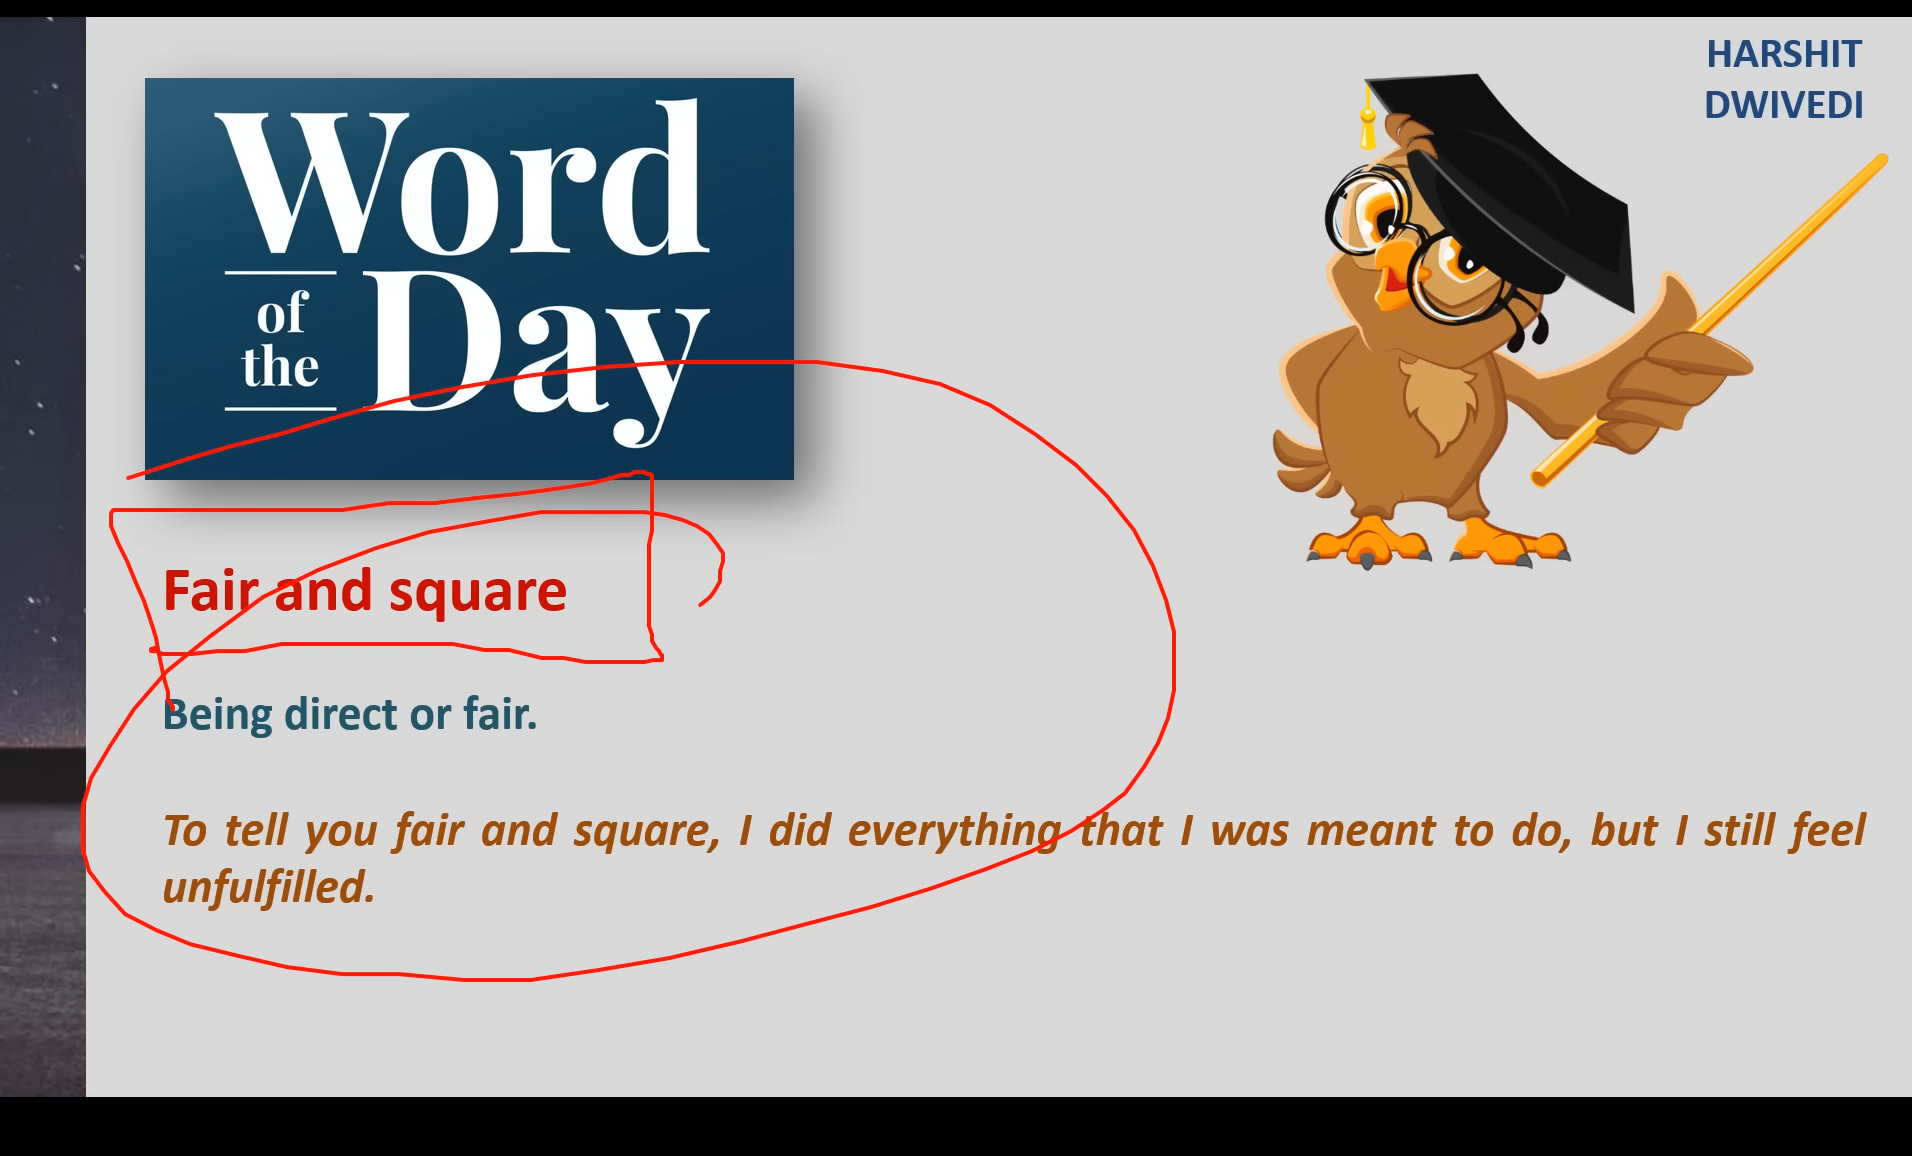 HARSHIT
DWIVEDI
Word
of
the
Day
Fair and square
Being direct or fair.
To tell you fair and square, I did everything that I was meant to do, but I still feel
unfulfilled.